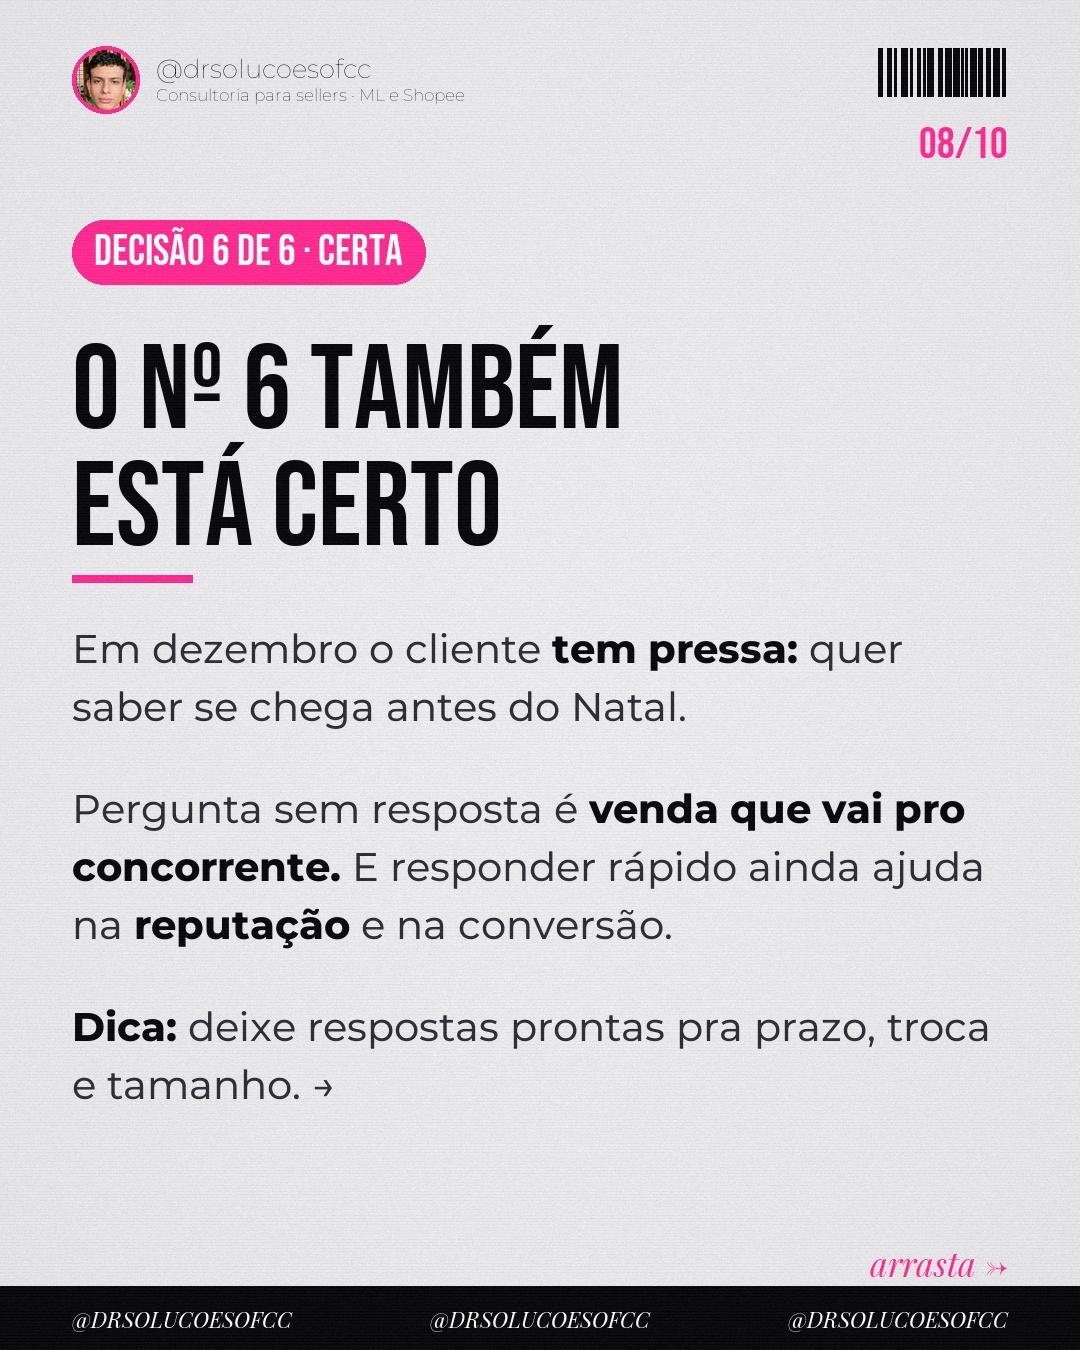 @drsolucoesofcc
Consultoria para sellers · ML e Shopee
08/10
DECISÃO 6 DE 6 · CERTA
O Nº 6 TAMBÉM
ESTÁ CERTO
Em dezembro o cliente tem pressa: quer
saber se chega antes do Natal.
Pergunta sem resposta é venda que vai pro
concorrente. E responder rápido ainda ajuda
na reputação e na conversão.
Dica: deixe respostas prontas pra prazo, troca
e tamanho. →
arrasta ➳
@DRSOLUCOESOFCC @DRSOLUCOESOFCC @DRSOLUCOESOFCC